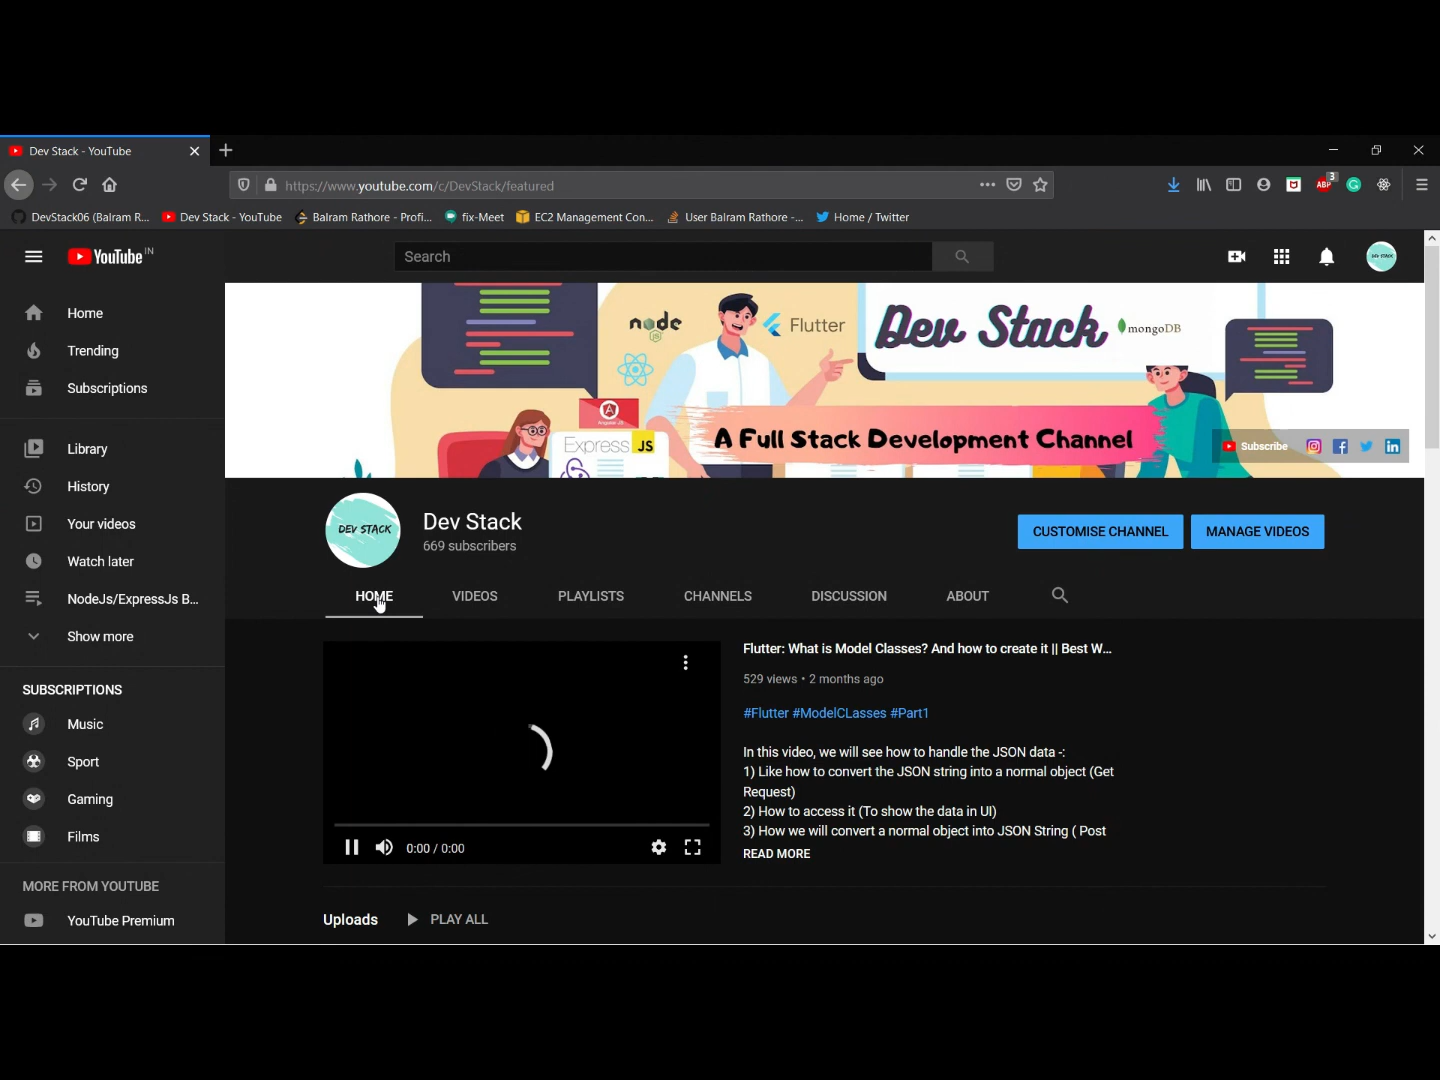 Dev Stack - YouTube
https://www.youtube.com/c/DevStack/featured
ABP
3
DevStack06 (Balram R...
Dev Stack - YouTube
Balram Rathore - Profi...
fix-Meet
EC2 Management Con...
User Balram Rathore -...
Home / Twitter
YouTube IN
Search
DEV STACK
Home
Trending
Subscriptions
Library
History
Your videos
Watch later
NodeJs/ExpressJs B...
Show more
SUBSCRIPTIONS
Music
Sport
Gaming
Films
MORE FROM YOUTUBE
YouTube Premium
node
JS
Flutter
Dev Stack
mongoDB
Express JS
A Full Stack Development Channel
Subscribe
DEV STACK
Dev Stack
669 subscribers
CUSTOMISE CHANNEL
MANAGE VIDEOS
HOME
VIDEOS
PLAYLISTS
CHANNELS
DISCUSSION
ABOUT
0:00 / 0:00
Flutter: What is Model Classes? And how to create it || Best W...
529 views • 2 months ago
#Flutter #ModelCLasses #Part1
In this video, we will see how to handle the JSON data -:
1) Like how to convert the JSON string into a normal object (Get
Request)
2) How to access it (To show the data in UI)
3) How we will convert a normal object into JSON String ( Post
READ MORE
Uploads
PLAY ALL